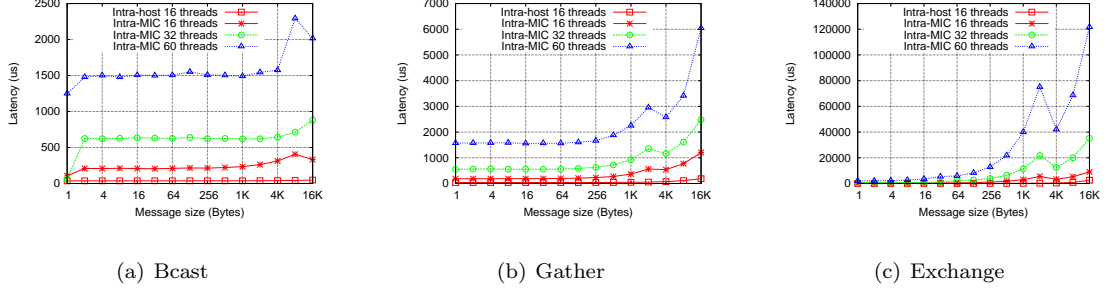 2500
2000
1500
1000
500
0
Latency (us)
Intra-host 16 threads
Intra-MIC 16 threads
Intra-MIC 32 threads
Intra-MIC 60 threads
1 4 16 64 256 1K 4K 16K
Message size (Bytes)
(a) Bcast
7000
6000
5000
4000
3000
2000
1000
0
Latency (us)
Intra-host 16 threads
Intra-MIC 16 threads
Intra-MIC 32 threads
Intra-MIC 60 threads
1 4 16 64 256 1K 4K 16K
Message size (Bytes)
(b) Gather
140000
120000
100000
80000
60000
40000
20000
0
Latency (us)
Intra-host 16 threads
Intra-MIC 16 threads
Intra-MIC 32 threads
Intra-MIC 60 threads
1 4 16 64 256 1K 4K 16K
Message size (Bytes)
(c) Exchange